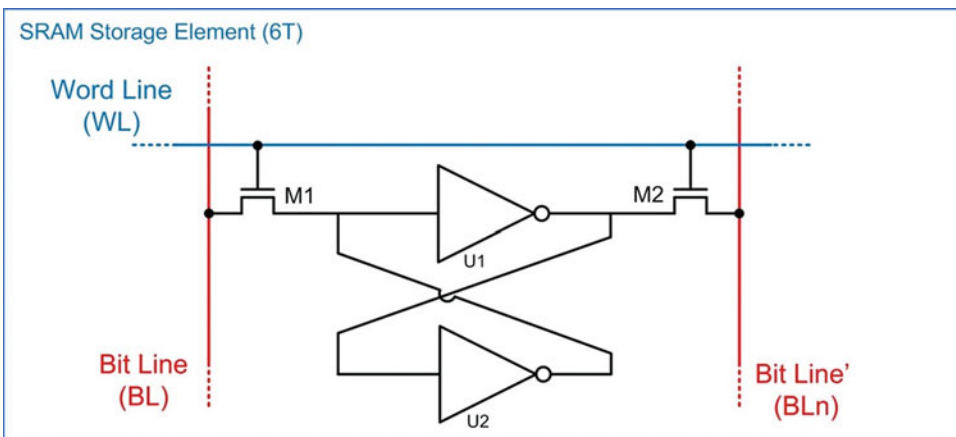 SRAM Storage Element (6T)
Word Line
(WL)
M1
M2
U1
Bit Line
(BL)
Bit Line'
(BLn)
U2